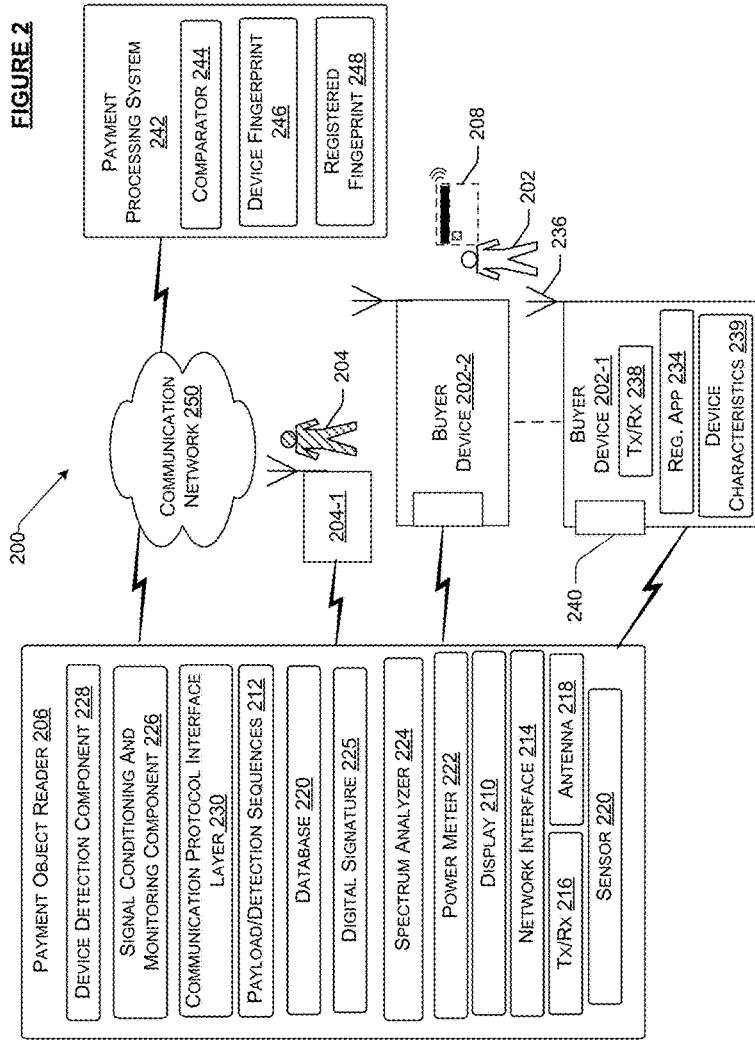 FIGURE 2
200
PAYMENT OBJECT READER 206
DEVICE DETECTION COMPONENT 228
SIGNAL CONDITIONING AND
MONITORING COMPONENT 226
COMMUNICATION PROTOCOL INTERFACE
LAYER 230
PAYLOAD/DETECTION SEQUENCES 212
DATABASE 220
DIGITAL SIGNATURE 225
SPECTRUM ANALYZER 224
POWER METER 222
DISPLAY 210
NETWORK INTERFACE 214
TX/RX 216
ANTENNA 218
SENSOR 220
COMMUNICATION
NETWORK 250
204-1
204
BUYER
DEVICE 202-2
BUYER
DEVICE 202-1
TX/RX 238
REG. APP 234
DEVICE
CHARACTERISTICS 239
240
236
202
208
PAYMENT
PROCESSING SYSTEM
242
COMPARATOR 244
DEVICE FINGERPRINT
246
REGISTERED
FINGEPRINT 248